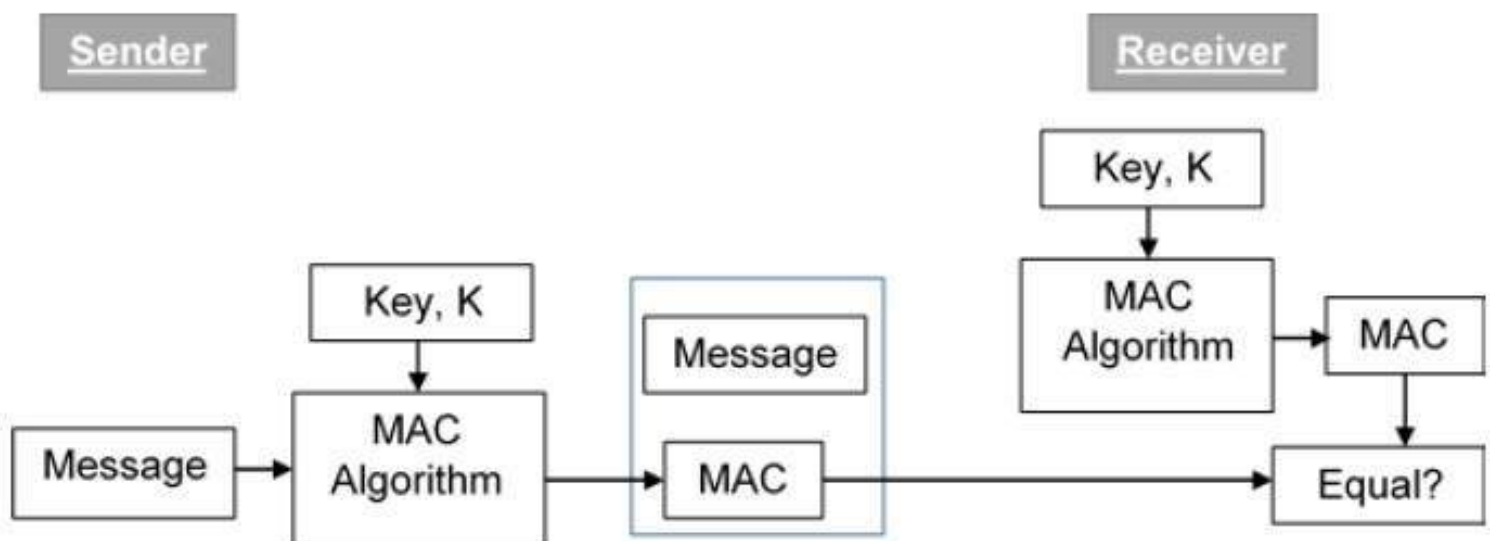 Sender
Receiver
Key, K
MAC
Algorithm
MAC
Key, K
Message
MAC
Algorithm
Message
MAC
Equal?